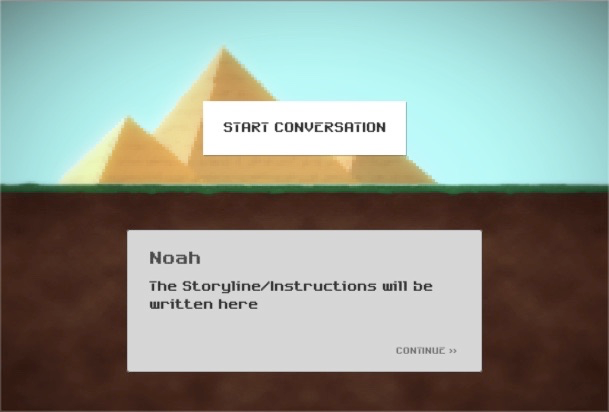 START CONVERSATION
Noah
The Storyline/Instructions will be
written here
CONTINUE >>